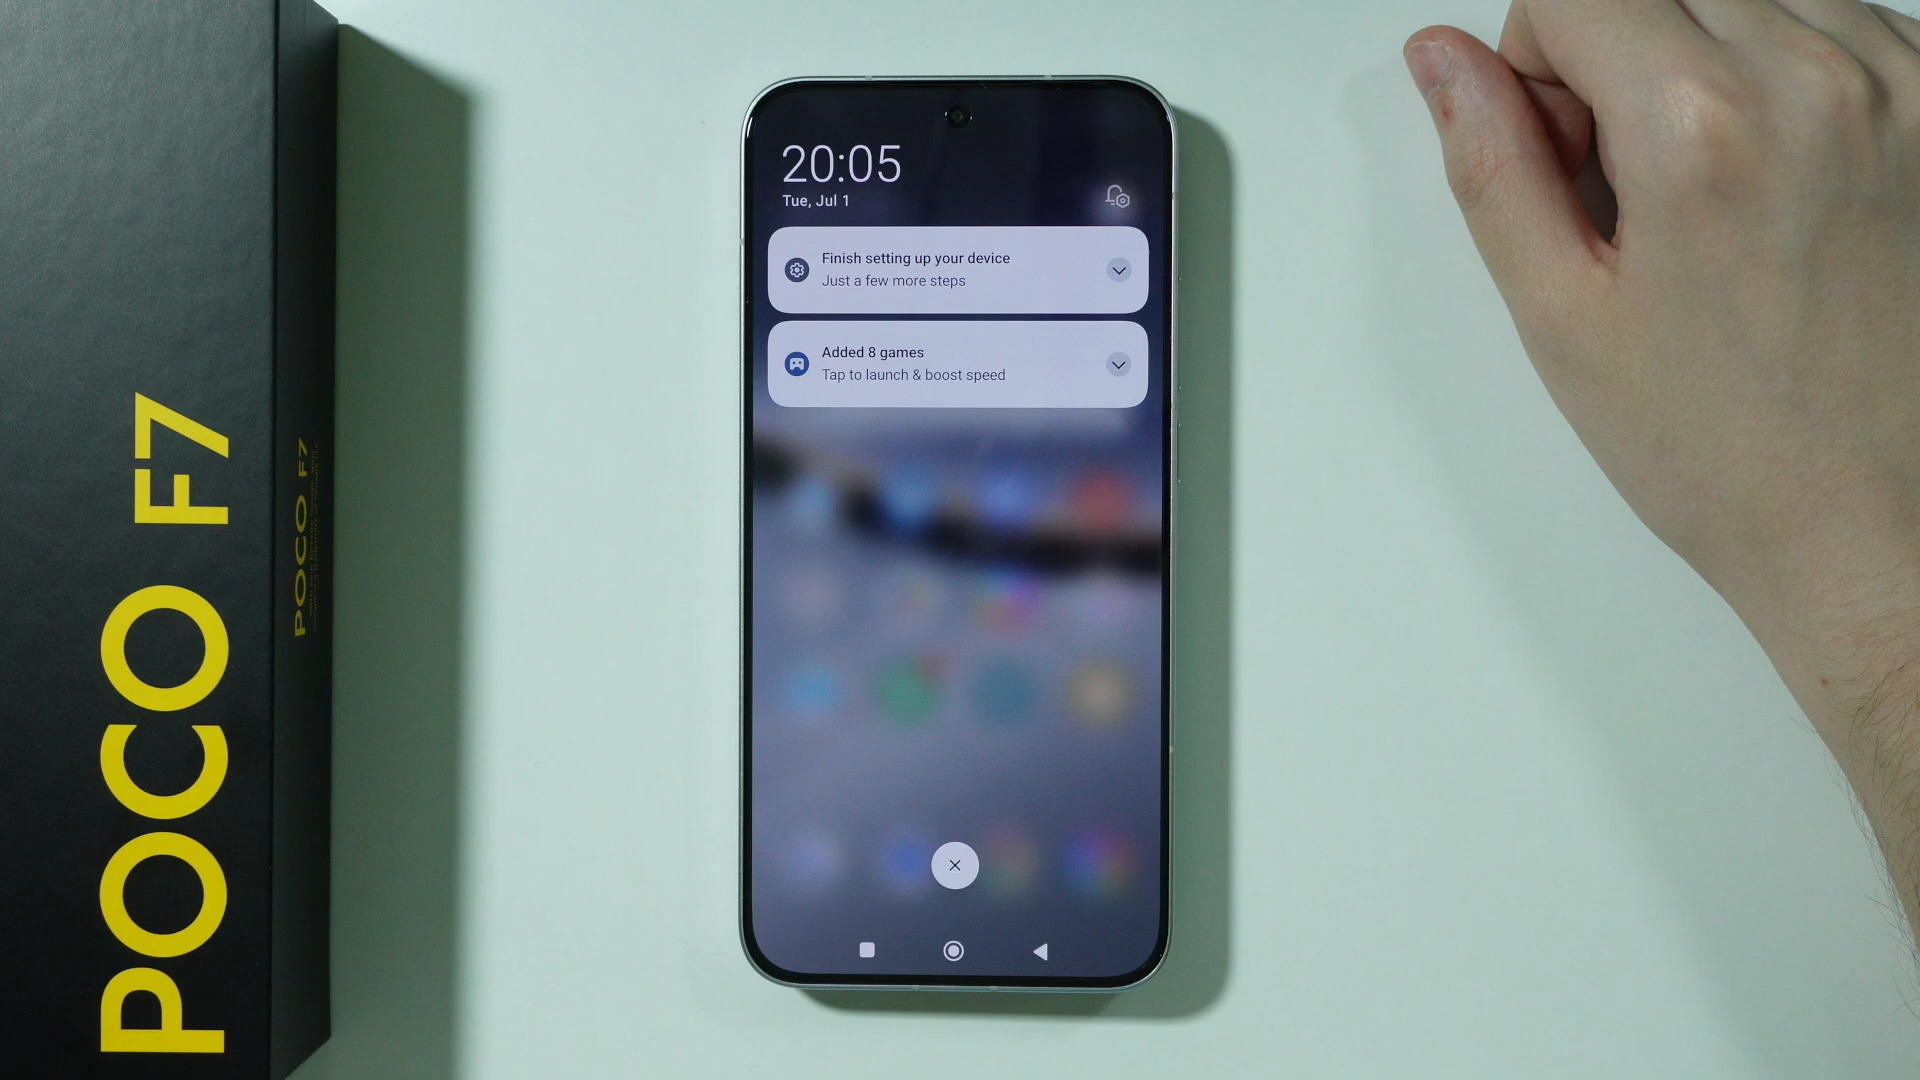 POCO F7
POCO F7
20:05
Tue, Jul 1
Finish setting up your device
Just a few more steps
Added 8 games
Tap to launch & boost speed